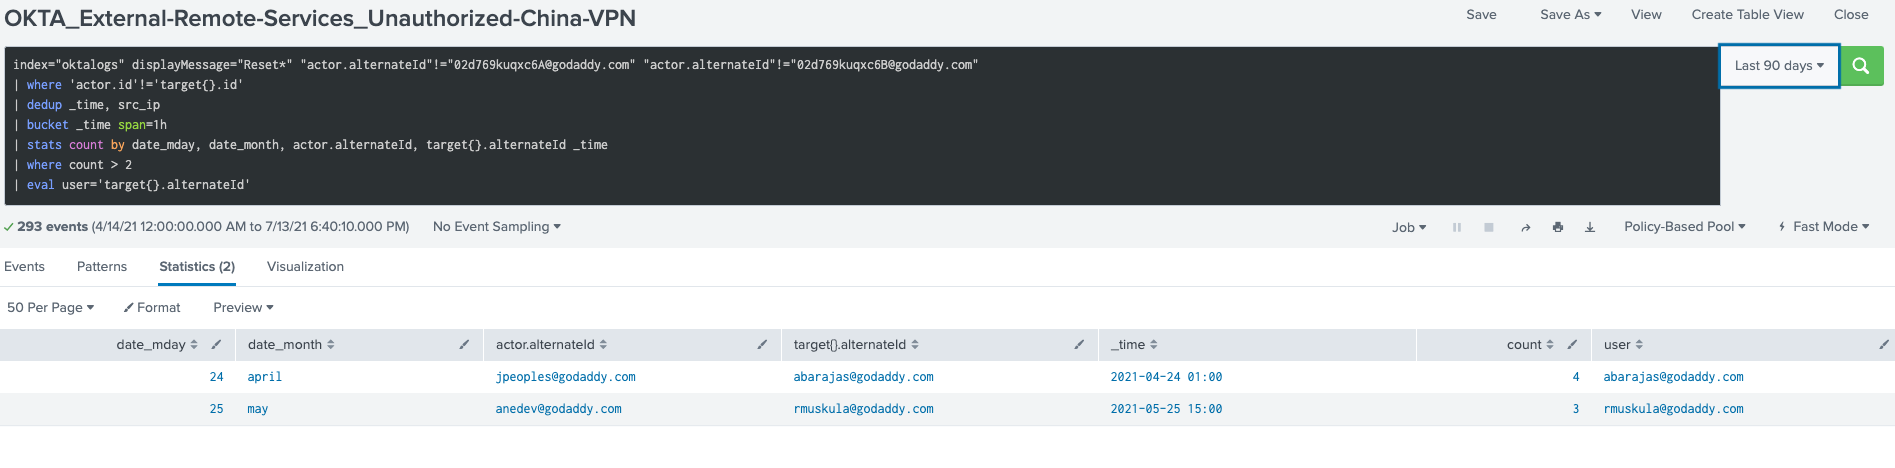 OKTA_External-Remote-Services_Unauthorized-China-VPN
Save Save As View Create Table View Close
index="oktalogs" displayMessage="Reset*" "actor.alternateId"!="02d769kuqxc6A@godaddy.com" "actor.alternateId"!="02d769kuqxc6B@godaddy.com"
| where 'actor.id'!='target{}.id'
| dedup _time, src_ip
| bucket _time span=1h
| stats count by date_mday, date_month, actor.alternateId, target{}.alternateId _time
| where count > 2
| eval user='target{}.alternateId'
Last 90 days
293 events (4/14/21 12:00:00.000 AM to 7/13/21 6:40:10.000 PM) No Event Sampling
Job Policy-Based Pool Fast Mode
Events Patterns Statistics (2) Visualization
50 Per Page Format Preview
date_mday date_month actor.alternateId target{}.alternateId _time count user
24 april jpeoples@godaddy.com abarajas@godaddy.com 2021-04-24 01:00 4 abarajas@godaddy.com
25 may anedev@godaddy.com rmuskula@godaddy.com 2021-05-25 15:00 3 rmuskula@godaddy.com